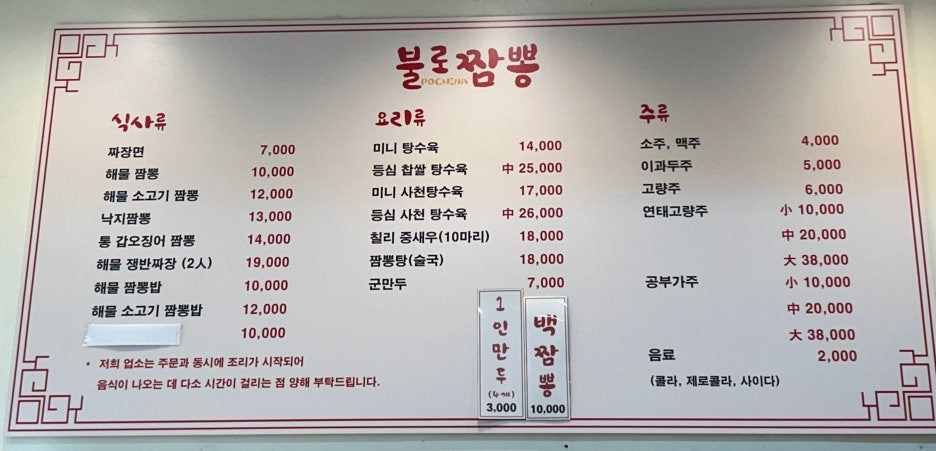 불로짬뽕
POCHINA
식사류
짜장면 7,000
해물 짬뽕 10,000
해물 소고기 짬뽕 12,000
낙지짬뽕 13,000
통 갑오징어 짬뽕 14,000
해물 쟁반짜장 (2人) 19,000
해물 짬뽕밥 10,000
해물 소고기 짬뽕밥 12,000
10,000
* 저희 업소는 주문과 동시에 조리가 시작되어
음식이 나오는 데 다소 시간이 걸리는 점 양해 부탁드립니다.
요리류
미니 탕수육 14,000
등심 찹쌀 탕수육 中 25,000
미니 사천탕수육 17,000
등심 사천 탕수육 中 26,000
칠리 중새우(10마리) 18,000
짬뽕탕(술국) 18,000
군만두 7,000
1인만두
(4개)
3,000
백짬뽕
10,000
주류
소주, 맥주 4,000
이과두주 5,000
고량주 6,000
연태고량주 小 10,000
中 20,000
大 38,000
공부가주 小 10,000
中 20,000
大 38,000
음료 2,000
(콜라, 제로콜라, 사이다)